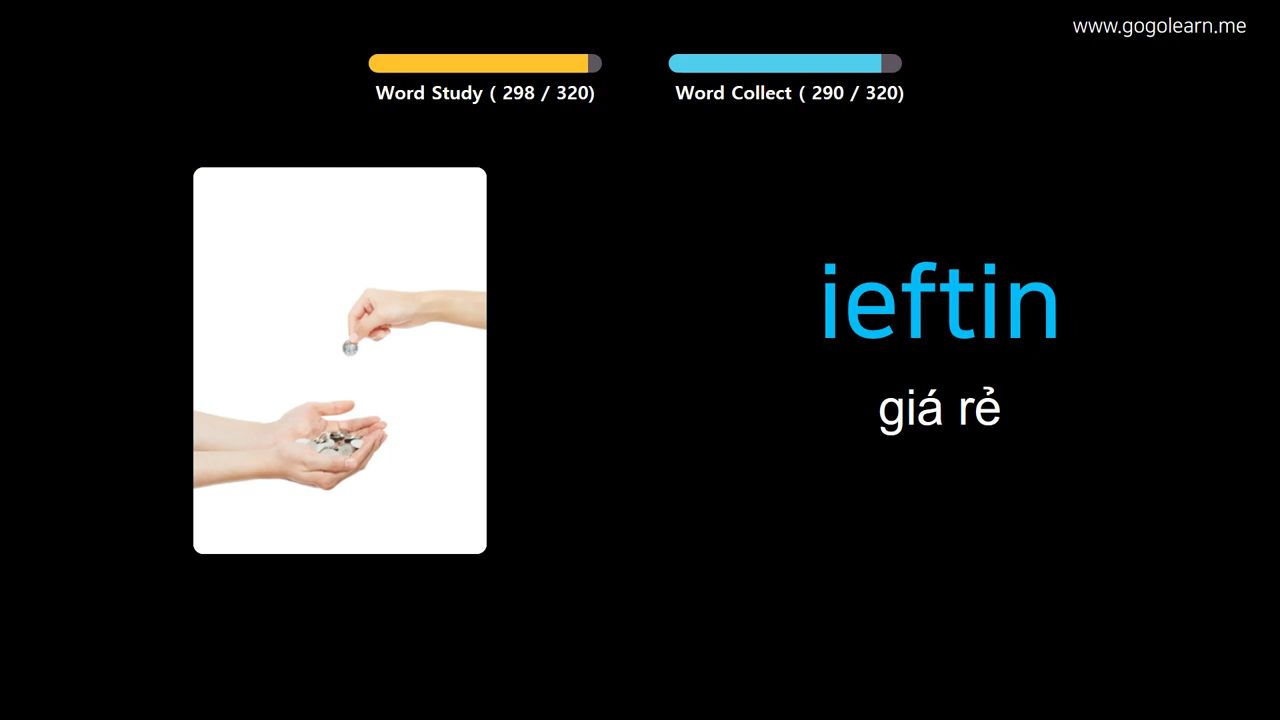 www.gogolearn.me
Word Study ( 298 / 320)
Word Collect ( 290 / 320)
ieftin
giá rẻ